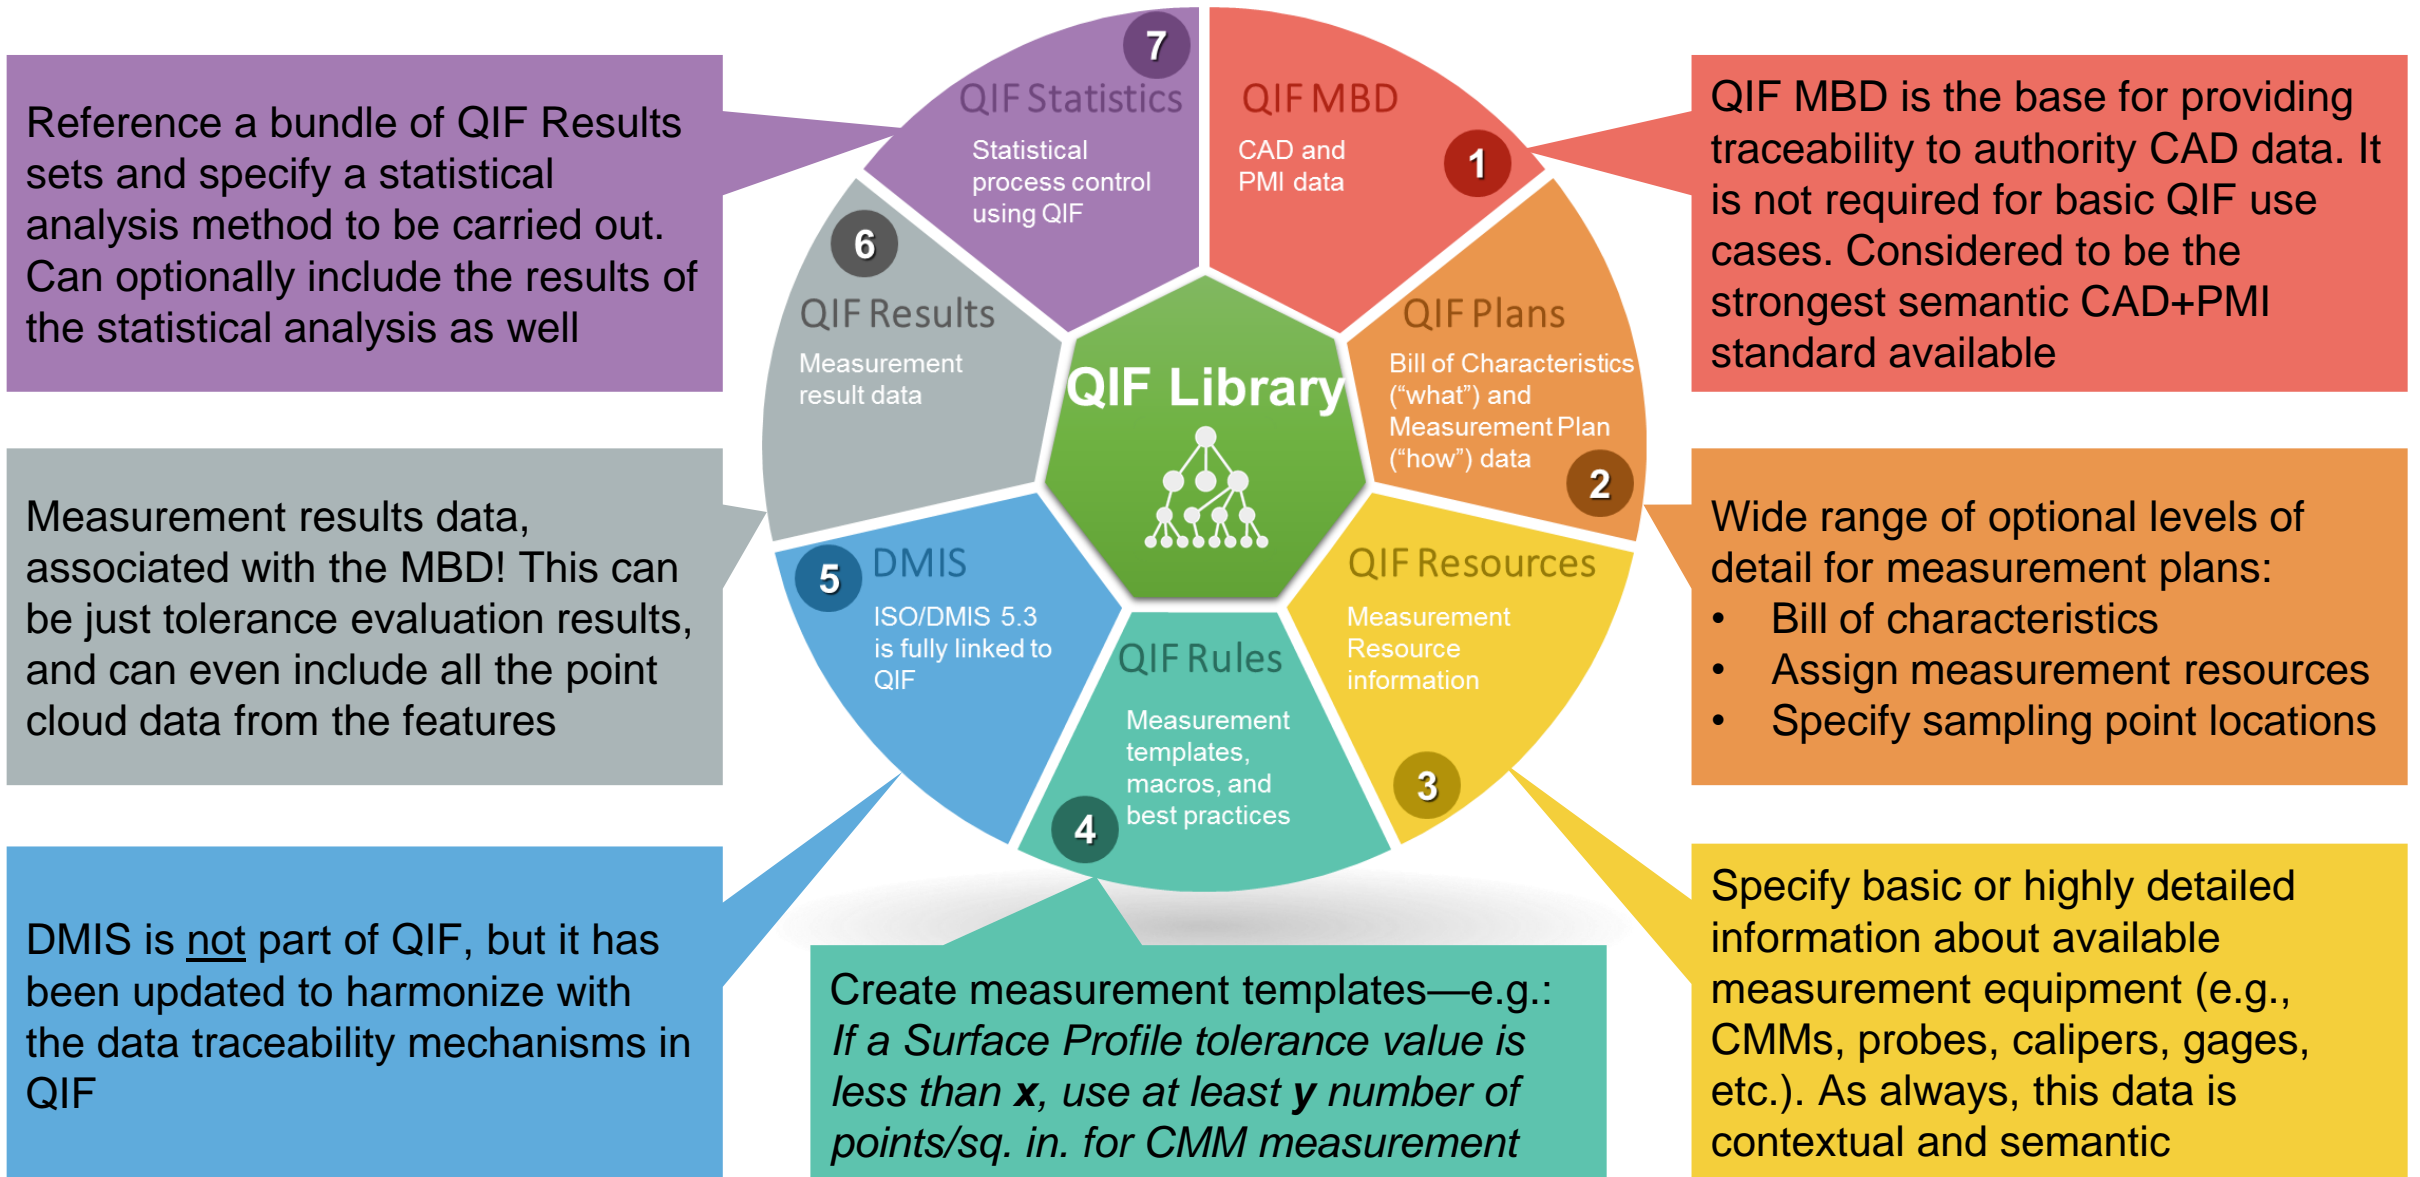 7
QIF Statistics
Statistical
process control
using QIF
QIF MBD
CAD and
PMI data
1
Reference a bundle of QIF Results
sets and specify a statistical
analysis method to be carried out.
Can optionally include the results of
the statistical analysis as well
QIF MBD is the base for providing
traceability to authority CAD data. It
is not required for basic QIF use
cases. Considered to be the
strongest semantic CAD+PMI
standard available
6
QIF Results
Measurement
result data
QIF Library
QIF Plans
Bill of Characteristics
(“what”) and
Measurement Plan
(“how”) data
2
Measurement results data,
associated with the MBD! This can
be just tolerance evaluation results,
and can even include all the point
cloud data from the features
Wide range of optional levels of
detail for measurement plans:
• Bill of characteristics
• Assign measurement resources
• Specify sampling point locations
5
DMIS
ISO/DMIS 5.3
is fully linked to
QIF
QIF Rules
Measurement
templates,
macros, and
best practices
4
QIF Resources
Measurement
Resource
information
3
DMIS is not part of QIF, but it has
been updated to harmonize with
the data traceability mechanisms in
QIF
Create measurement templates—e.g.:
If a Surface Profile tolerance value is
less than x, use at least y number of
points/sq. in. for CMM measurement
Specify basic or highly detailed
information about available
measurement equipment (e.g.,
CMMs, probes, calipers, gages,
etc.). As always, this data is
contextual and semantic